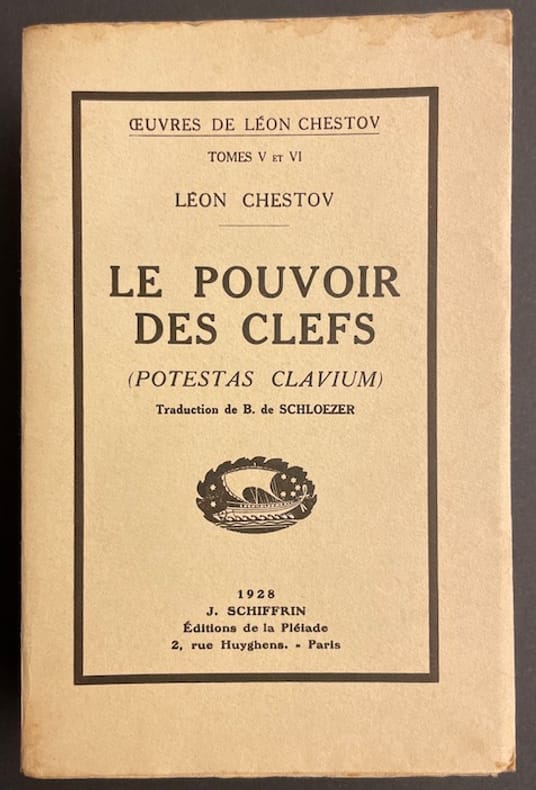 ŒUVRES DE LÉON CHESTOV
TOMES V ET VI
LÉON CHESTOV
LE POUVOIR
DES CLEFS
(POTESTAS CLAVIUM)
Traduction de B. de SCHLOEZER
1928
J. SCHIFFRIN
Éditions de la Pléiade
2, rue Huyghens. - Paris